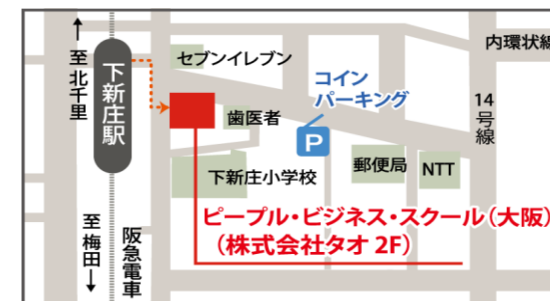 至北千里
下新庄駅
セブンイレブン
内環状線
コイン
パーキング
14号線
歯医者
P
下新庄小学校
郵便局
NTT
ピープル・ビジネス・スクール（大阪）
（株式会社タオ 2F）
至梅田
阪急電車